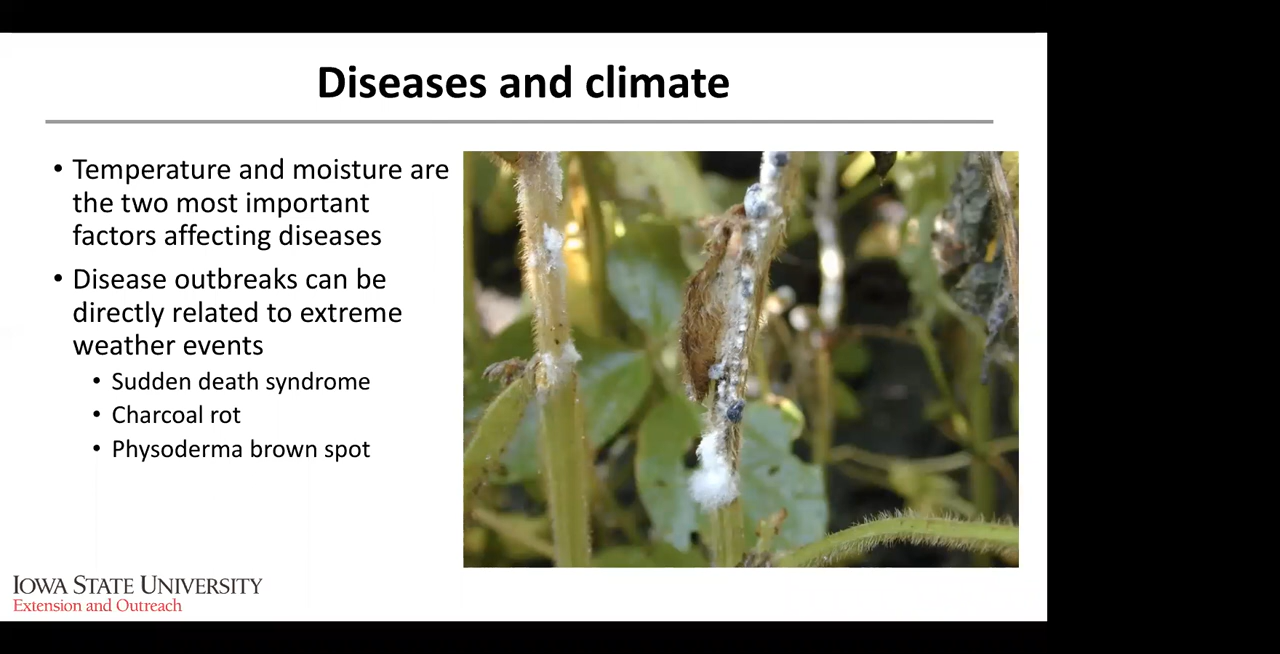 Diseases and climate
• Temperature and moisture are
the two most important
factors affecting diseases
• Disease outbreaks can be
directly related to extreme
weather events
• Sudden death syndrome
• Charcoal rot
• Physoderma brown spot
IOWA STATE UNIVERSITY
Extension and Outreach